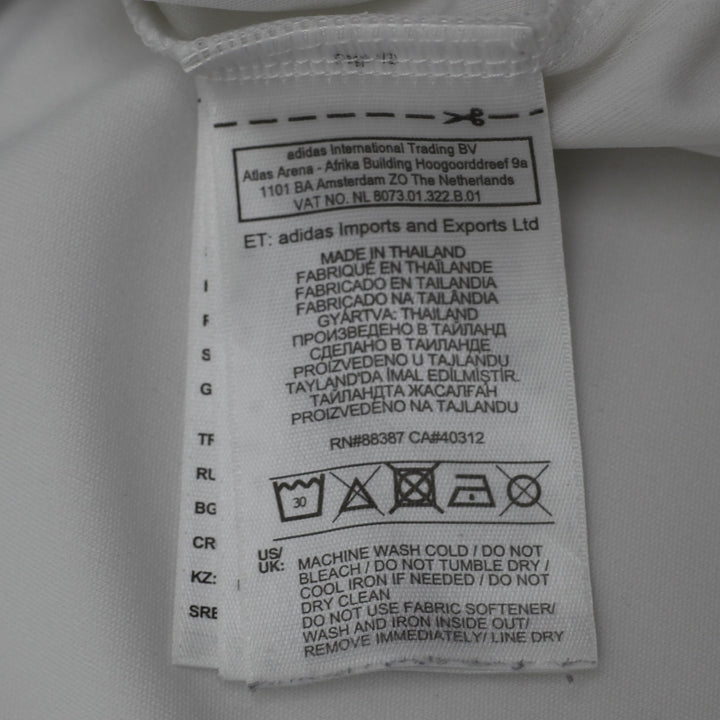 adidas International Trading BV
Atlas Arena - Afrika Building Hoogoorddreef 9a
1101 BA Amsterdam ZO The Netherlands
VAT NO. NL 8073.01.322.B.01
ET: adidas Imports and Exports Ltd
MADE IN THAILAND
FABRIQUÉ EN THAÏLANDE
FABRICADO EN TAILANDIA
FABRICADO NA TAILÂNDIA
GYÁRTVA: THAILAND
ПРОИЗВЕДЕНО В ТАЙЛАНД
СДЕЛАНО В ТАИЛАНДЕ
PROIZVEDENO U TAJLANDU
TAYLAND'DA İMAL EDİLMİŞTİR.
ТАЙЛАНДТА ЖАСАЛҒАН
PROIZVEDENO NA TAJLANDU
RN#88387 CA#40312
30
US/
UK:
MACHINE WASH COLD / DO NOT
BLEACH / DO NOT TUMBLE DRY /
COOL IRON IF NEEDED / DO NOT
DRY CLEAN
DO NOT USE FABRIC SOFTENER/
WASH AND IRON INSIDE OUT/
REMOVE IMMEDIATELY/ LINE DRY
I
F
S
G
TR
RU
BG
CR
KZ:
SRB